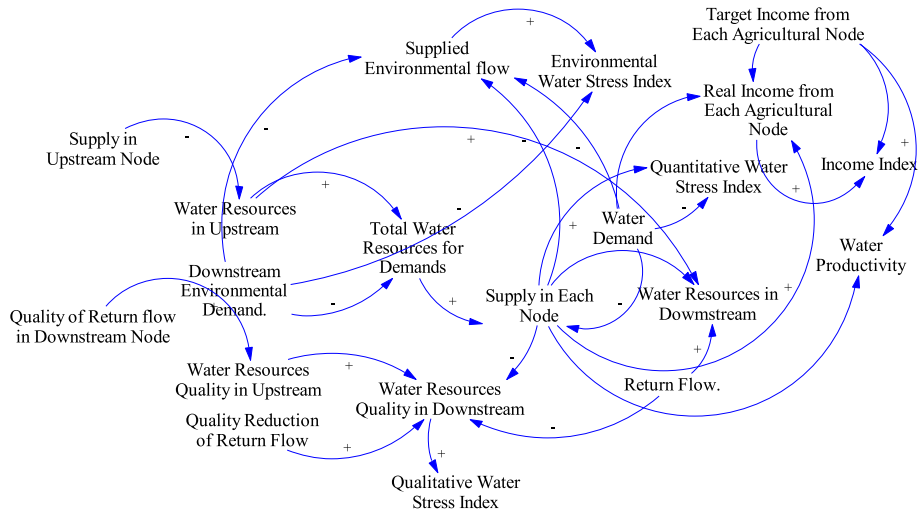 Target Income from
Each Agricultural Node
+
Supplied
Environmental flow
Environmental
Water Stress Index
Real Income from
Each Agricultural
Node
-
-
+
-
-
+
Supply in
Upstream Node
Quantitative Water
Stress Index
Income Index
+
+
-
-
Water Resources
in Upstream
Total Water
Resources for
Demands
+
Water
Demand
Water
Productivity
Downstream
Environmental
Demand.
+
-
+
Supply in Each
Node
-
Water Resources in
Dowmstream
+
Quality of Return flow
in Downstream Node
+
-
+
Water Resources
Quality in Upstream
Water Resources
Quality in Downstream
Return Flow.
Quality Reduction
of Return Flow
+
+
-
Qualitative Water
Stress Index